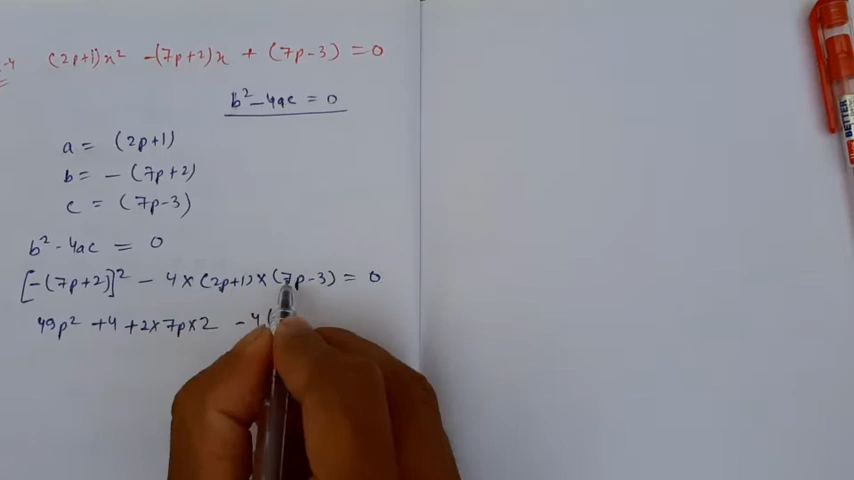 -4 (2p+1)x² -(7p+2)x + (7p-3) = 0
b²-4ac = 0
a = (2p+1)
b = - (7p+2)
c = (7p-3)
b²-4ac = 0
[-(7p+2)]² - 4×(2p+1)×(7p-3) = 0
49p² +4 +2×7p×2 -4(
BETTER